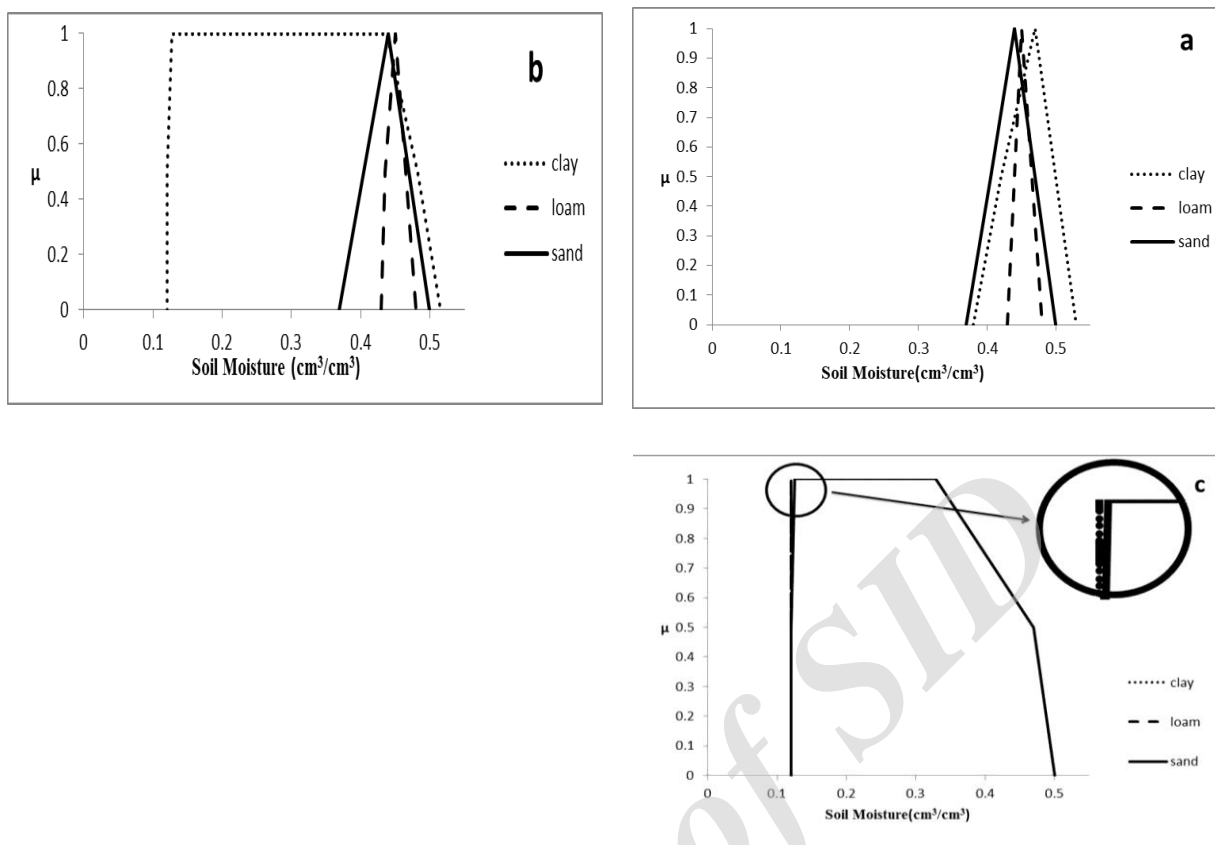 b
1
0.8
0.6
0.4
0.2
0
μ
0 0.1 0.2 0.3 0.4 0.5
Soil Moisture (cm³/cm³)
clay
loam
sand
a
1
0.9
0.8
0.7
0.6
0.5
0.4
0.3
0.2
0.1
0
μ
0 0.1 0.2 0.3 0.4 0.5
Soil Moisture(cm³/cm³)
clay
loam
sand
c
1
0.9
0.8
0.7
0.6
0.5
0.4
0.3
0.2
0.1
0
μ
0 0.1 0.2 0.3 0.4 0.5
Soil Moisture(cm³/cm³)
clay
loam
sand
of SID